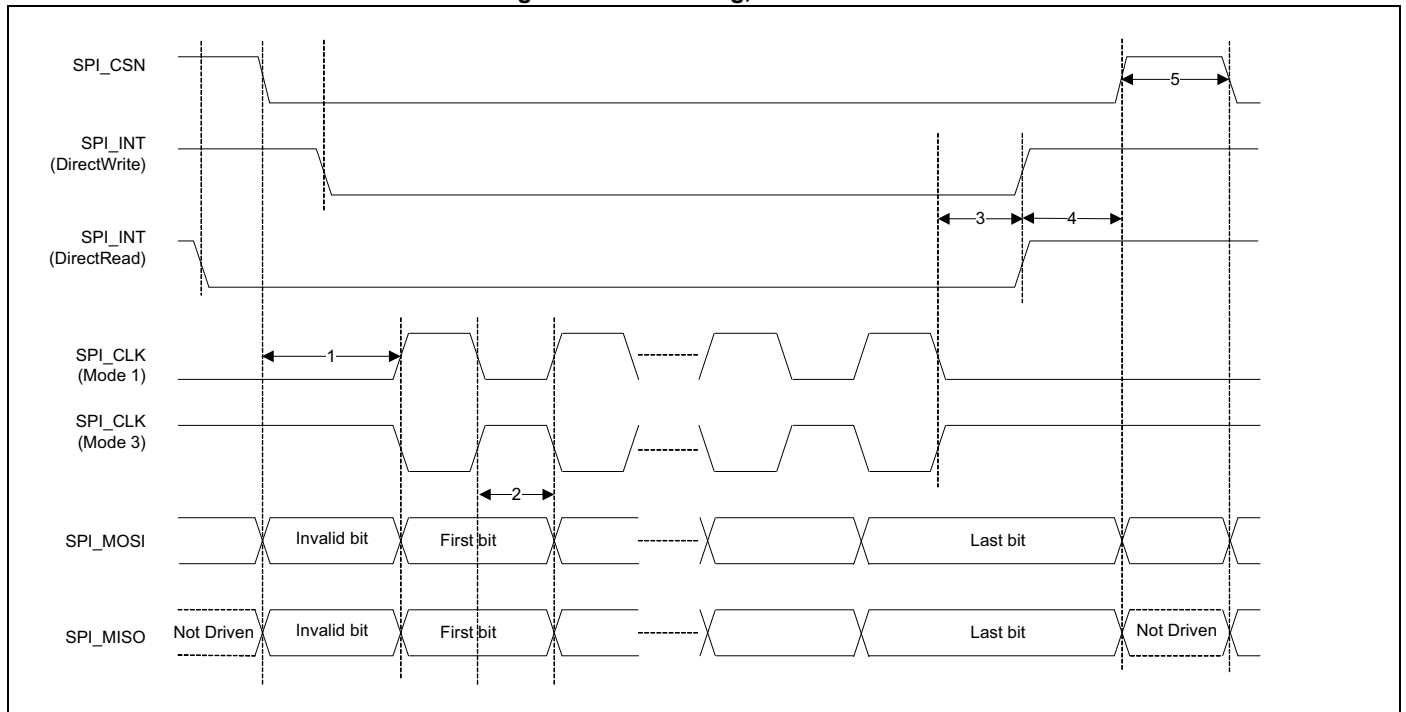 SPI_CSN
5
SPI_INT
(DirectWrite)
3
4
SPI_INT
(DirectRead)
SPI_CLK
(Mode 1)
1
SPI_CLK
(Mode 3)
2
SPI_MOSI
Invalid bit
First bit
Last bit
SPI_MISO
Not Driven
Invalid bit
First bit
Last bit
Not Driven